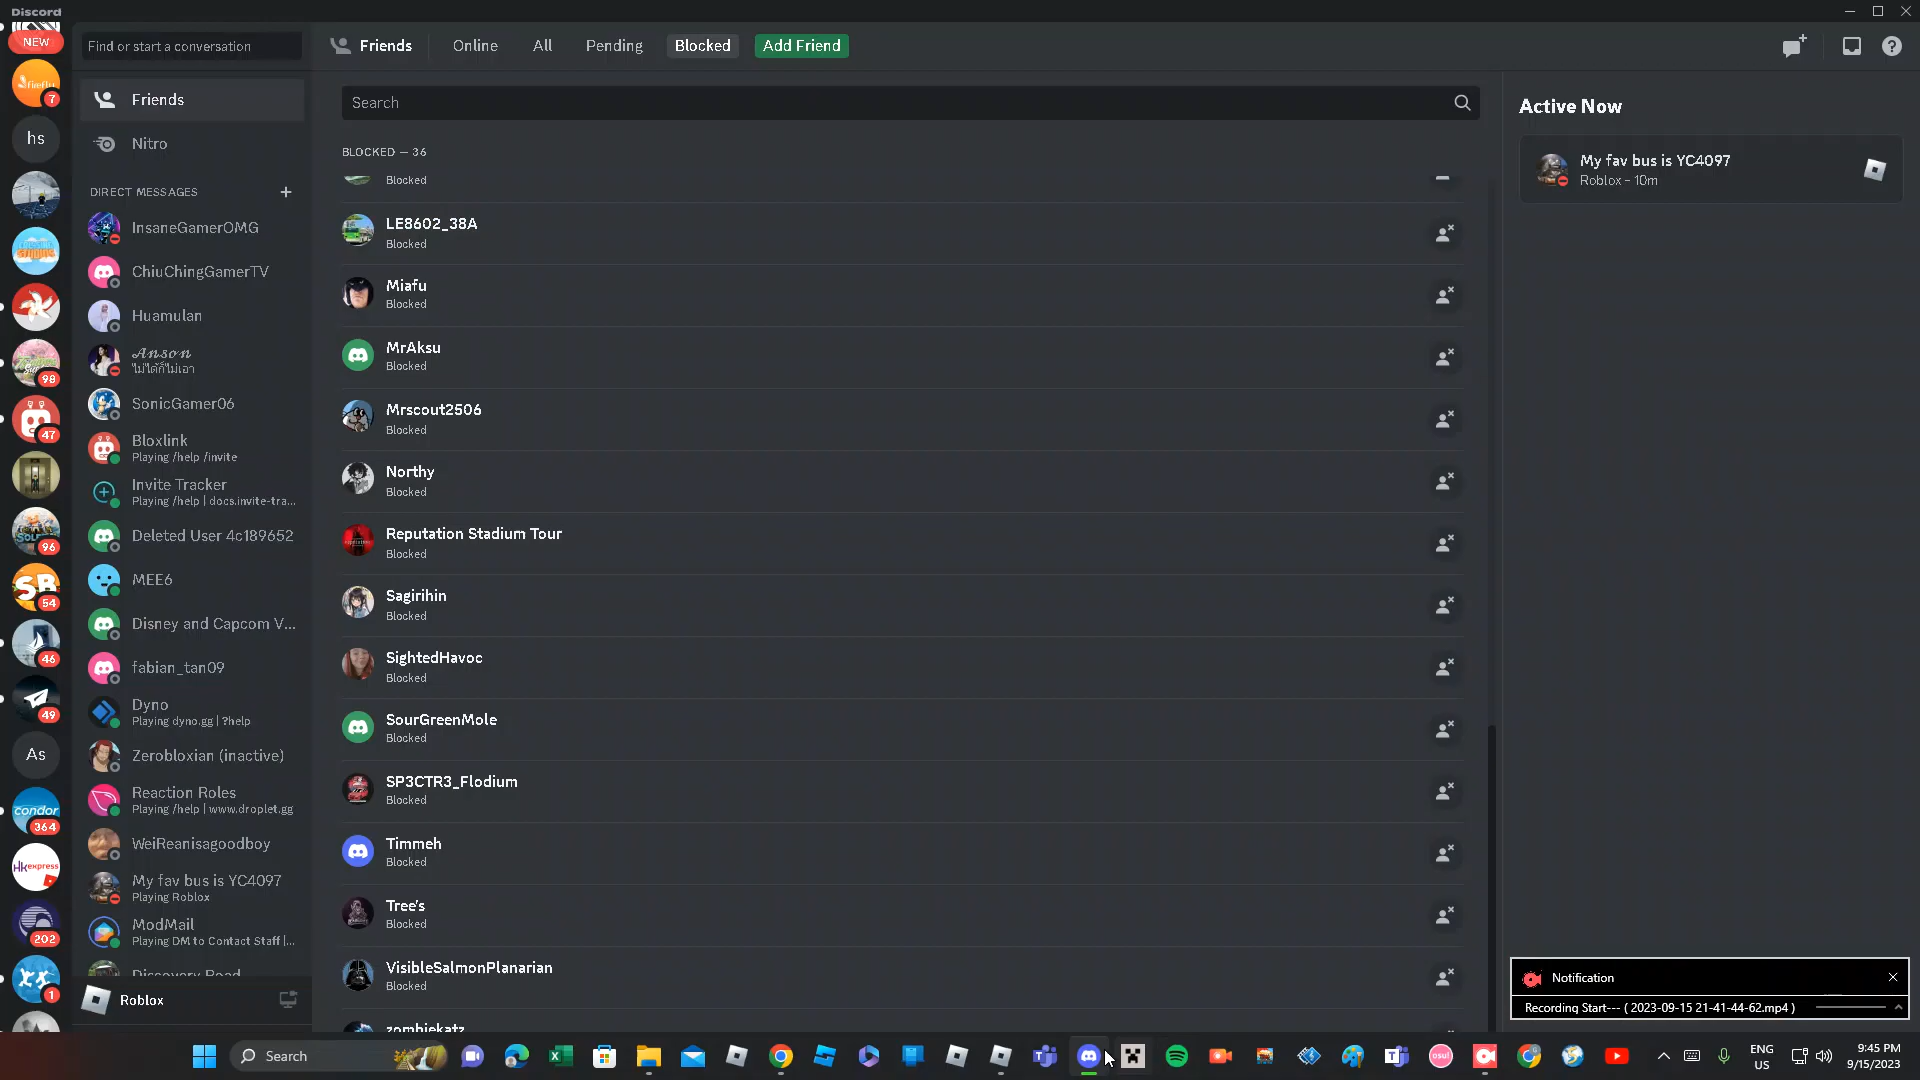 Discord
NEW
Find or start a conversation
Friends
Online
All
Pending
Blocked
Add Friend
firefly
7
hs
98
47
96
SR
54
46
49
As
condor
364
HKexpress
202
1
Friends
Nitro
DIRECT MESSAGES
InsaneGamerOMG
ChiuChingGamerTV
Huamulan
𝓐𝓷𝓼𝓸𝓷
ไม่ได้ก็ไม่เอา
SonicGamer06
Bloxlink
Playing /help /invite
Invite Tracker
Playing /help | docs.invite-tra...
Deleted User 4c189652
MEE6
Disney and Capcom V...
fabian_tan09
Dyno
Playing dyno.gg | ?help
Zerobloxian (inactive)
Reaction Roles
Playing /help | www.droplet.gg
WeiReanisagoodboy
My fav bus is YC4097
Playing Roblox
ModMail
Playing DM to Contact Staff |...
Discovery Road
Roblox
Search
BLOCKED — 36
Blocked
LE8602_38A
Blocked
Miafu
Blocked
MrAksu
Blocked
Mrscout2506
Blocked
Northy
Blocked
Reputation Stadium Tour
Blocked
Sagirihin
Blocked
SightedHavoc
Blocked
SourGreenMole
Blocked
SP3CTR3_Flodium
Blocked
Timmeh
Blocked
Tree's
Blocked
VisibleSalmonPlanarian
Blocked
zombiekatz
Active Now
My fav bus is YC4097
Roblox – 10m
Notification
Recording Start--- ( 2023-09-15 21-41-44-62.mp4 )
Search
osu!
ENG
US
9:45 PM
9/15/2023